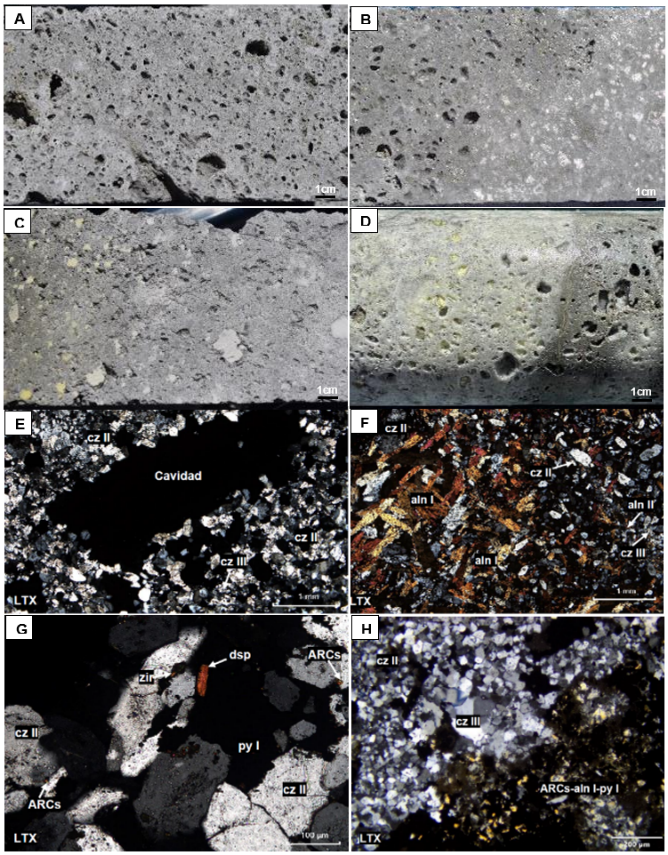 A
1cm
B
1cm
C
1cm
D
1cm
E
cz II
Cavidad
cz II
cz III
LTX
1 mm
F
cz II
cz II
aln I
aln II
aln I
cz III
LTX
1 mm
G
dsp
ARCs
zir
cz II
py I
ARCs
cz II
LTX
100 µm
H
cz II
cz III
ARCs-aln I-py I
LTX